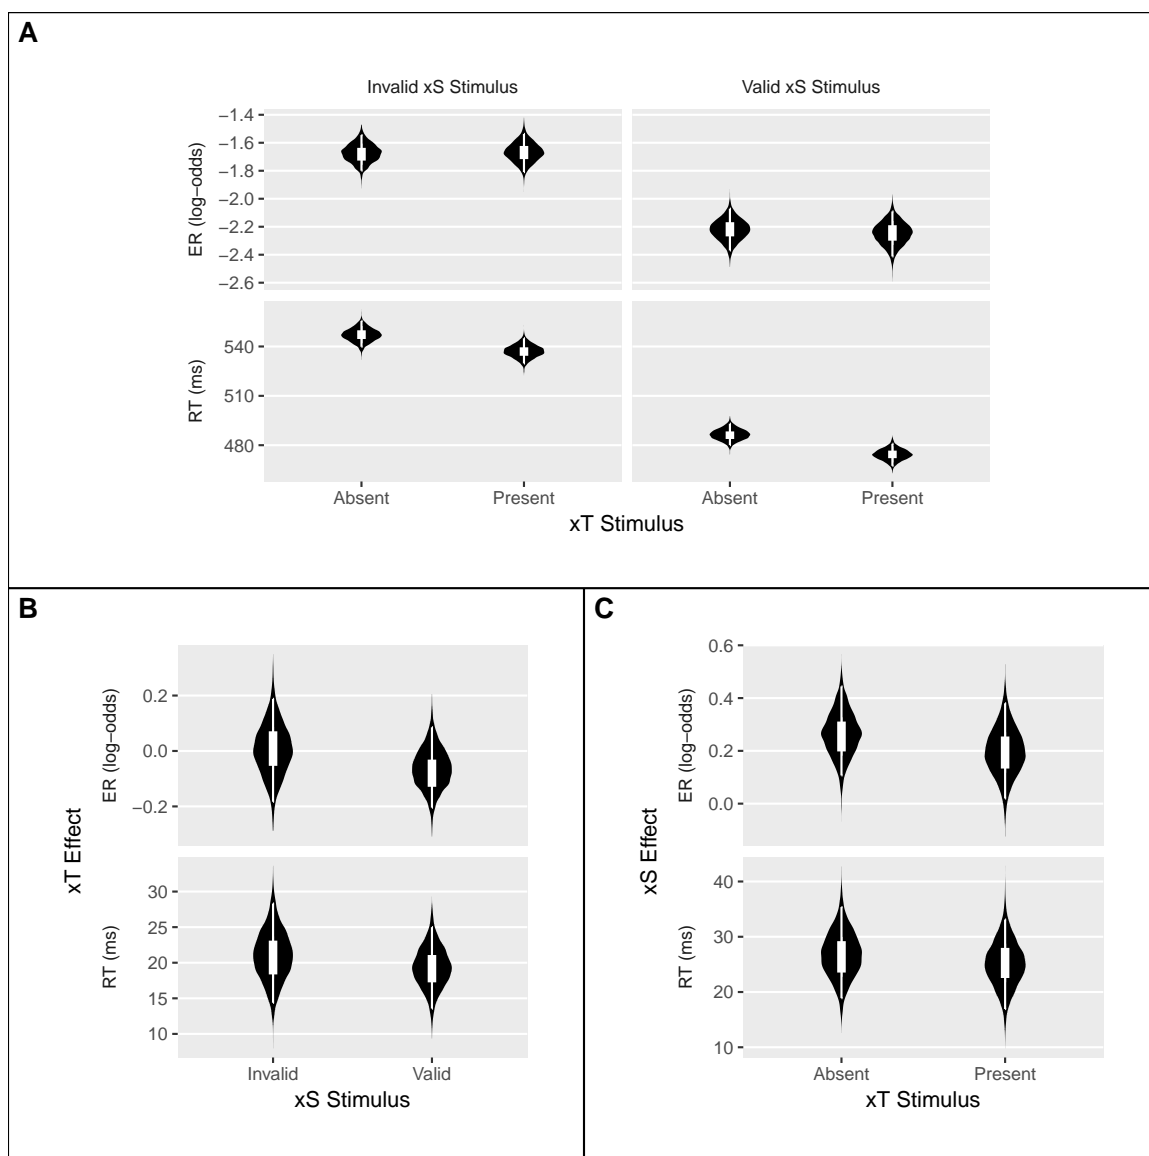 A
Invalid xS Stimulus
Valid xS Stimulus
ER (log−odds)
−1.4
−1.6
−1.8
−2.0
−2.2
−2.4
−2.6
RT (ms)
540
510
480
Absent
Present
Absent
Present
xT Stimulus
B
xT Effect
ER (log−odds)
0.2
0.0
−0.2
RT (ms)
30
25
20
15
10
Invalid
Valid
xS Stimulus
C
xS Effect
ER (log−odds)
0.6
0.4
0.2
0.0
RT (ms)
40
30
20
10
Absent
Present
xT Stimulus